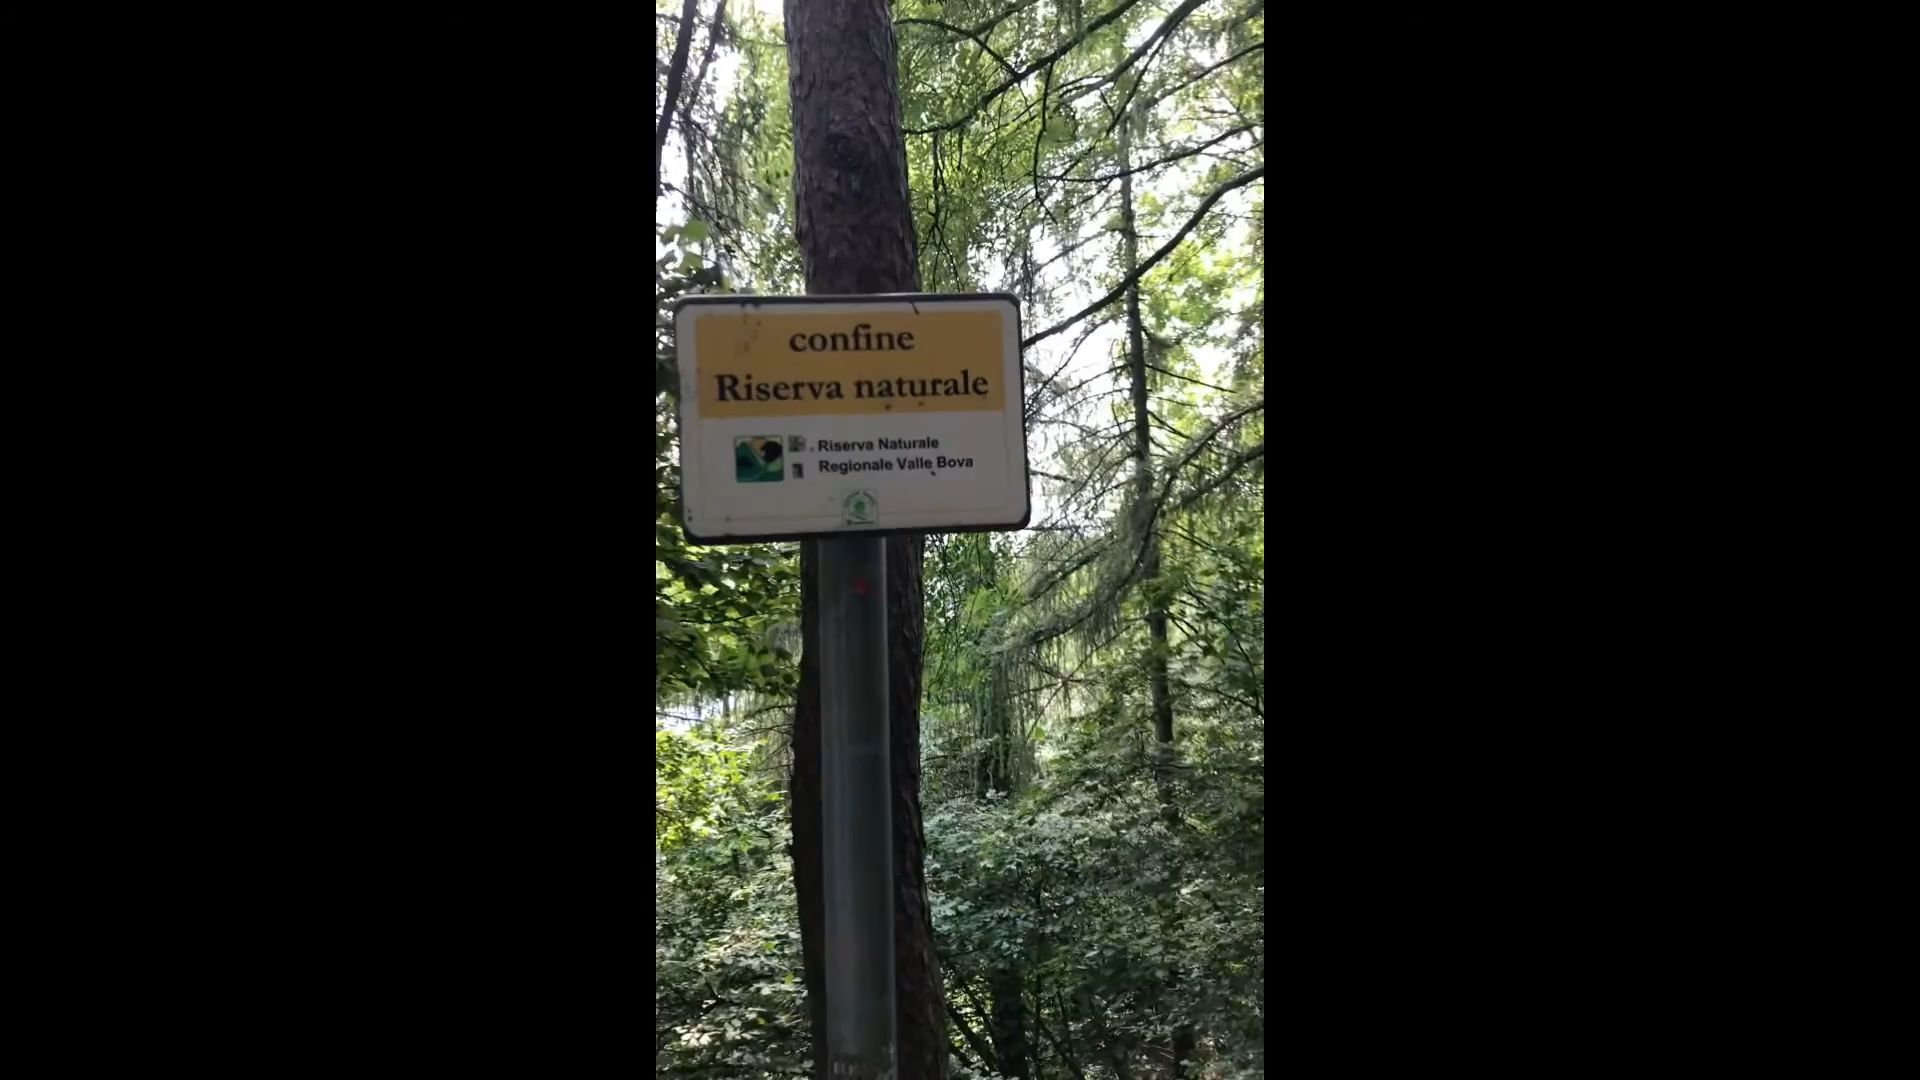 confine
Riserva naturale
Riserva Naturale
Regionale Valle Bova